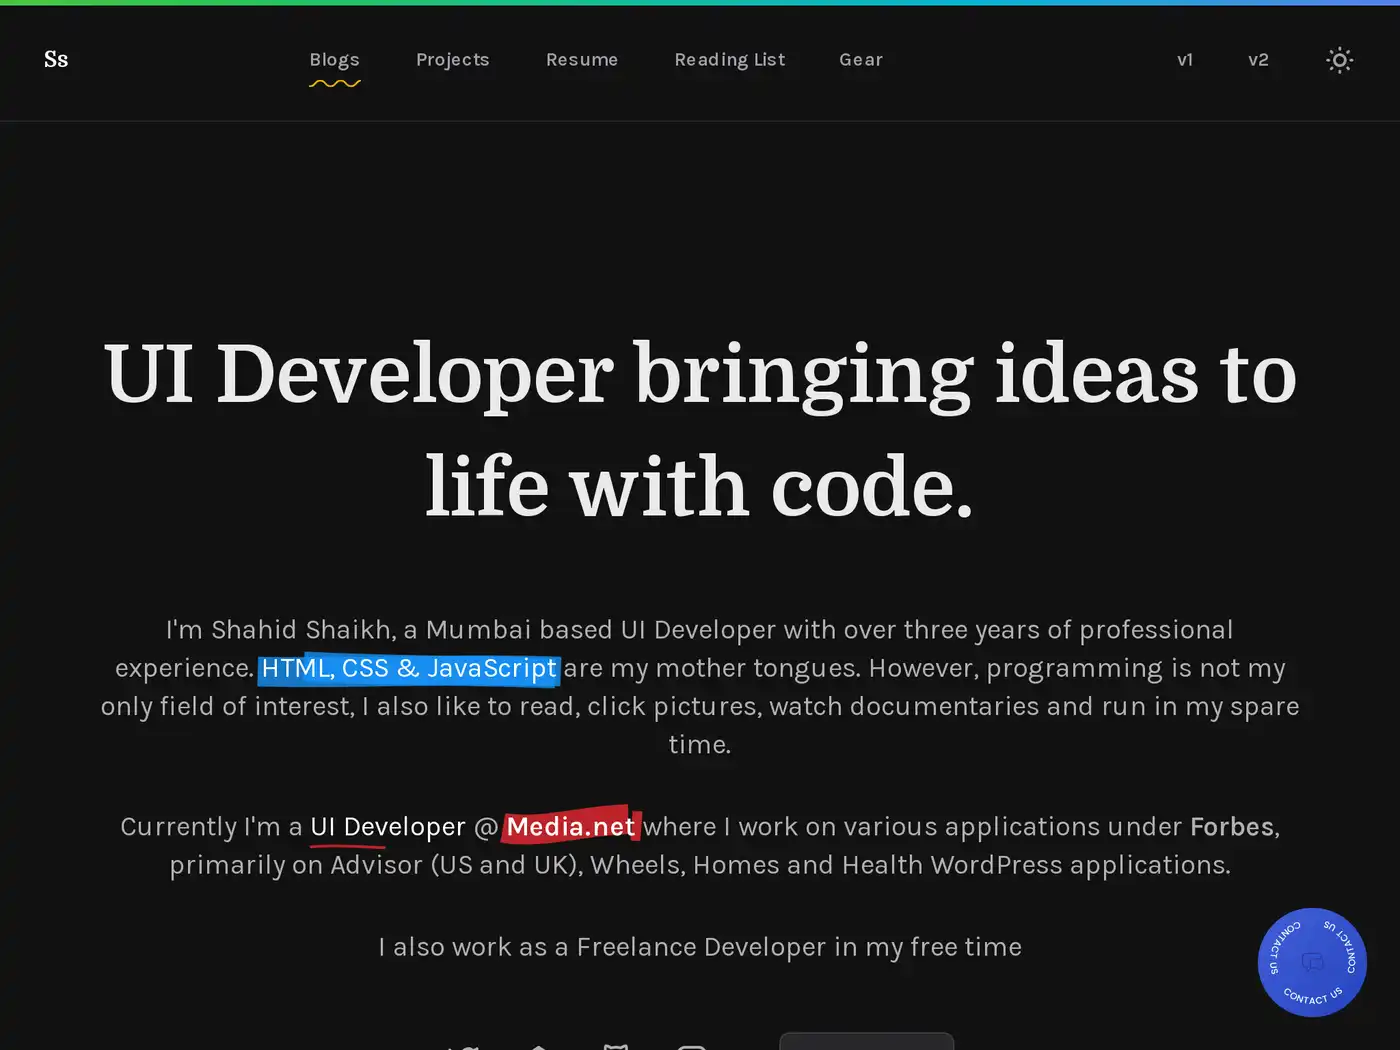 Ss
Blogs
Projects
Resume
Reading List
Gear
v1
v2
UI Developer bringing ideas to
life with code.
I'm Shahid Shaikh, a Mumbai based UI Developer with over three years of professional
experience. HTML, CSS & JavaScript are my mother tongues. However, programming is not my
only field of interest, I also like to read, click pictures, watch documentaries and run in my spare
time.
Currently I'm a UI Developer @ Media.net where I work on various applications under Forbes,
primarily on Advisor (US and UK), Wheels, Homes and Health WordPress applications.
I also work as a Freelance Developer in my free time
CONTACT US
CONTACT US
CONTACT US